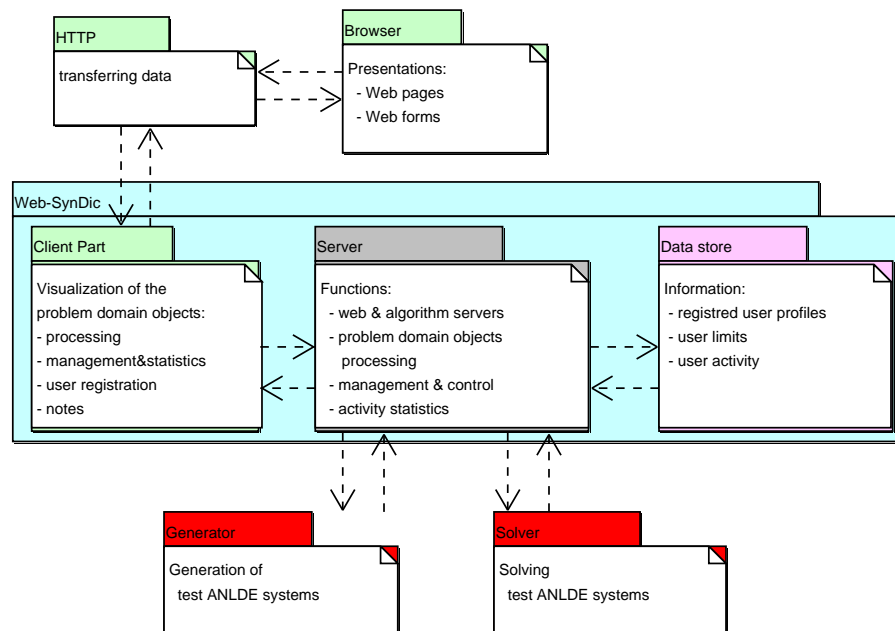 HTTP
transferring data
Browser
Presentations:
- Web pages
- Web forms
Web-SynDic
Client Part
Visualization of the
problem domain objects:
- processing
- management&statistics
- user registration
- notes
Server
Functions:
- web & algorithm servers
- problem domain objects
processing
- management & control
- activity statistics
Data store
Information:
- registred user profiles
- user limits
- user activity
Generator
Generation of
test ANLDE systems
Solver
Solving
test ANLDE systems